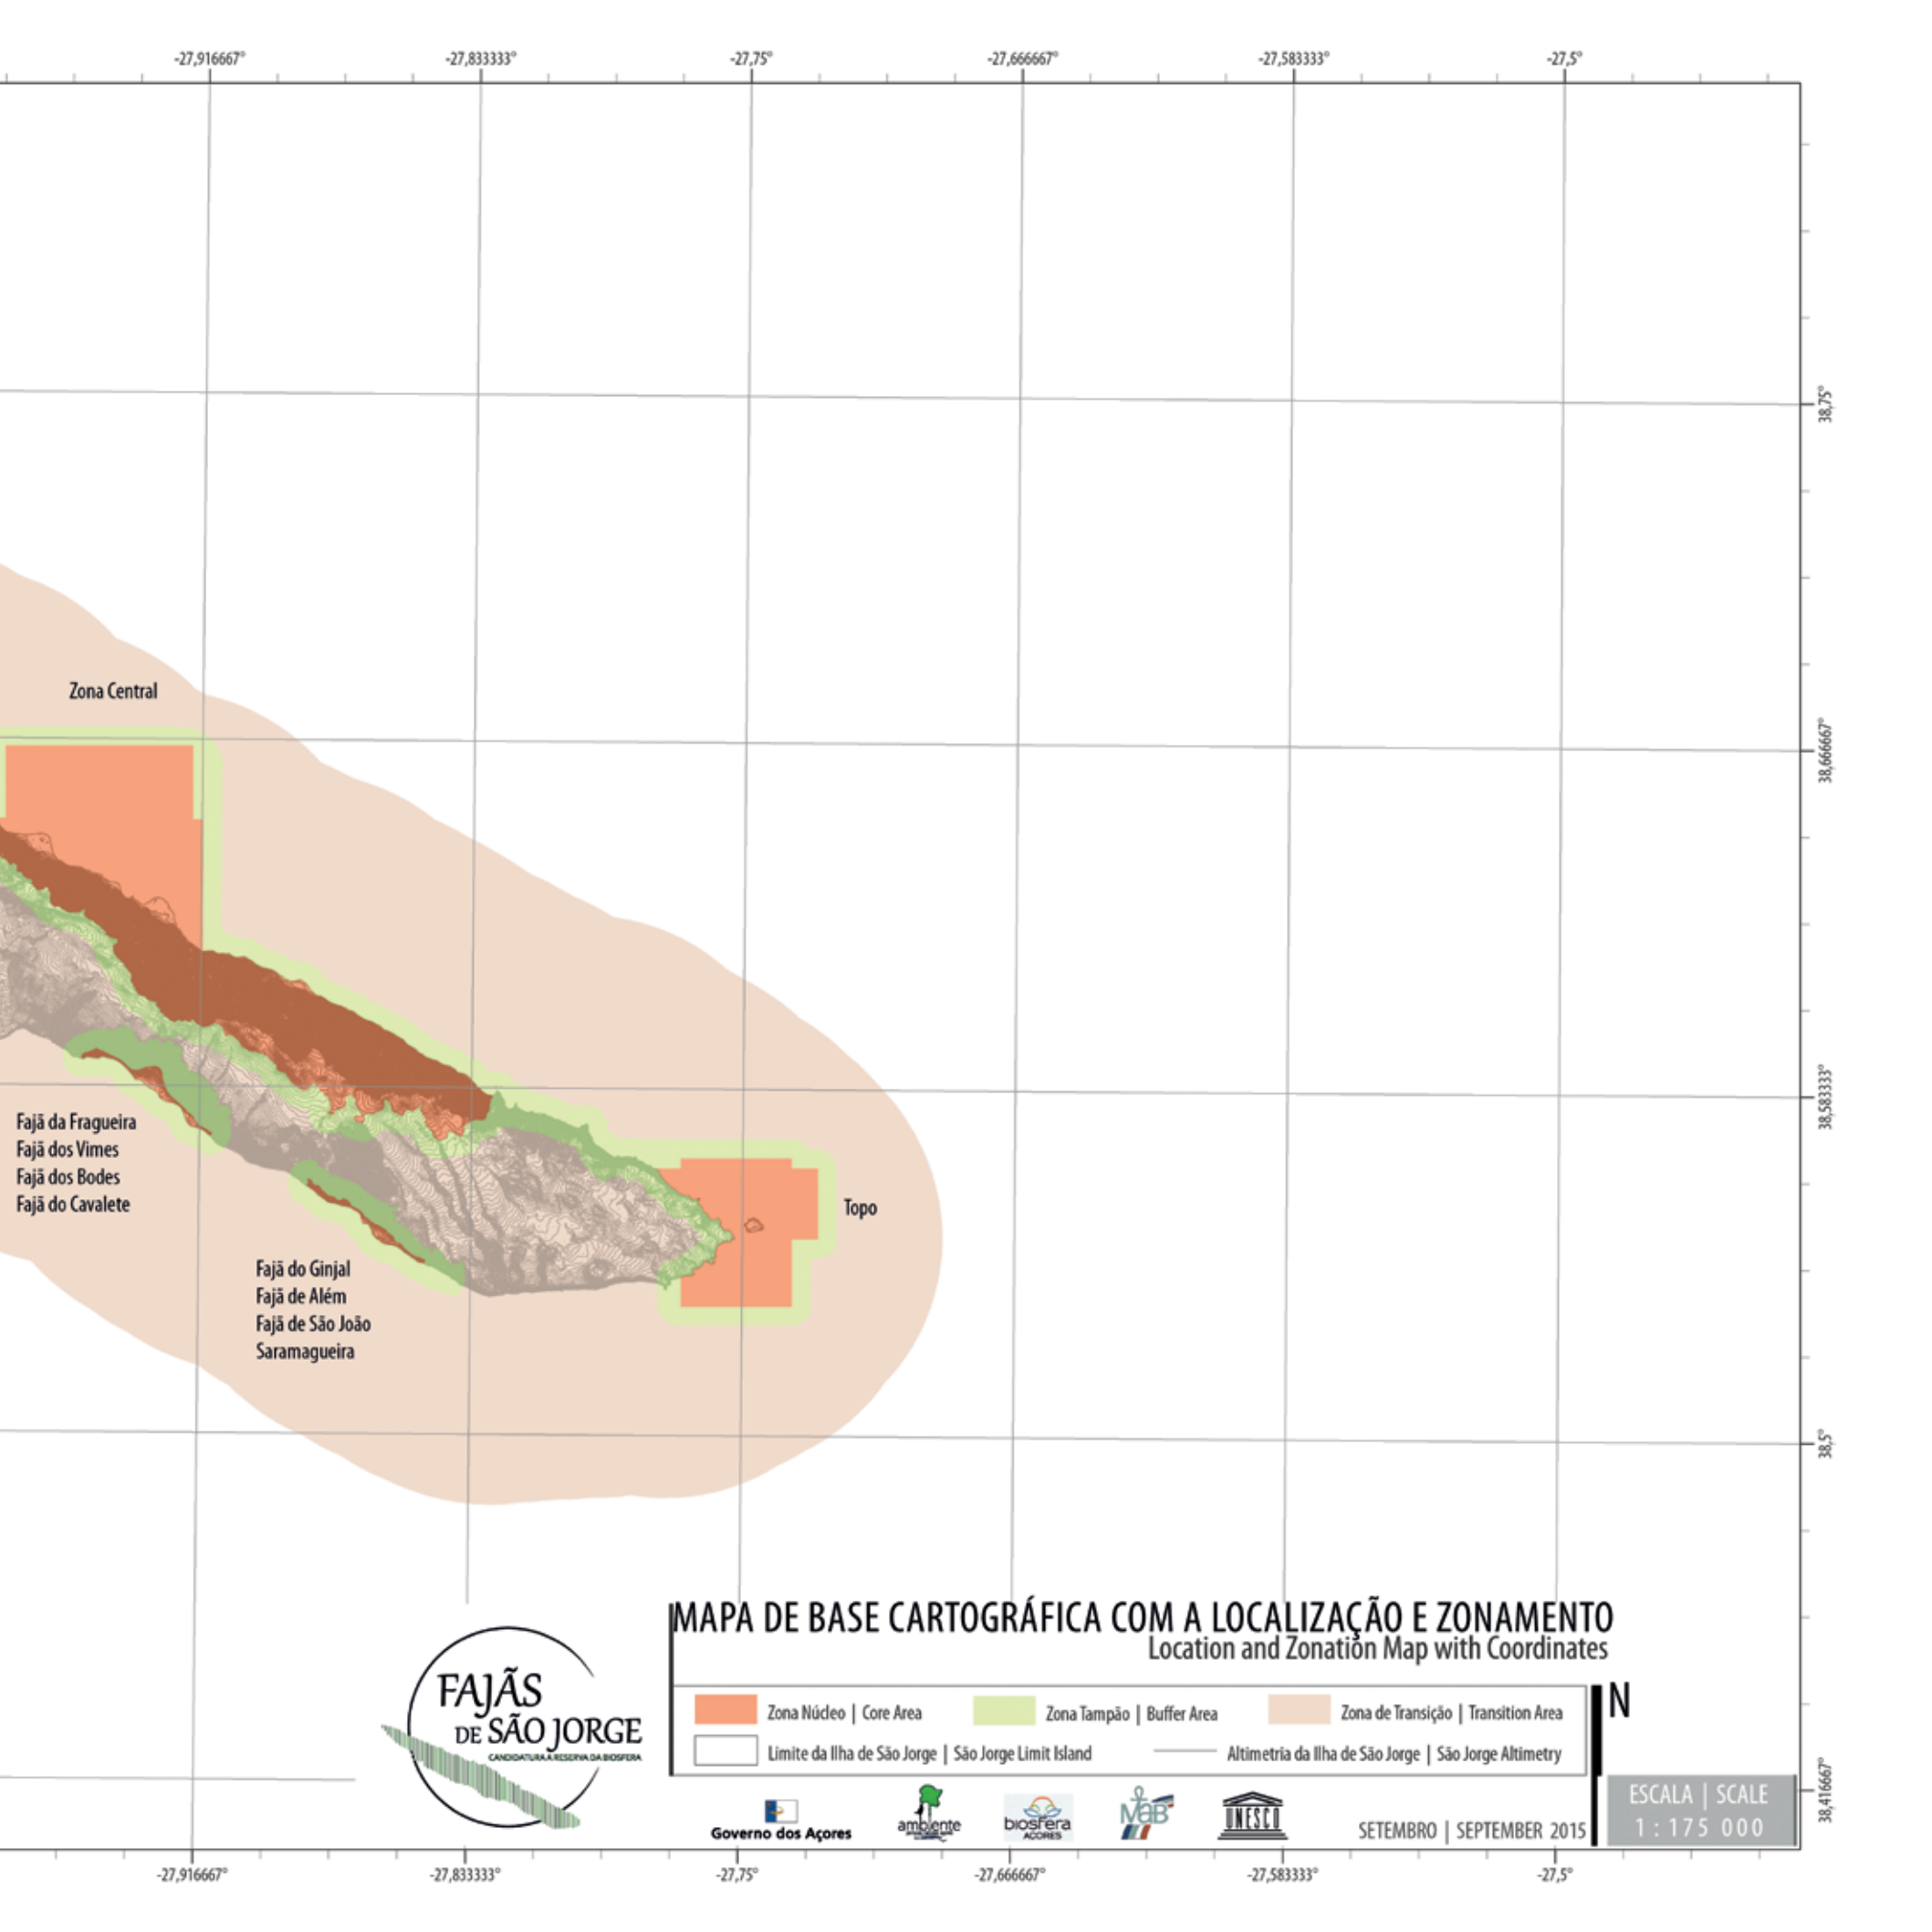 -27,916667° -27,833333° -27,75° -27,666667° -27,583333° -27,5°
38,75°
Zona Central
38,666667°
38,583333°
Fajã da Fragueira
Fajã dos Vimes
Fajã dos Bodes
Fajã do Cavalete
Topo
Fajã do Ginjal
Fajã de Além
Fajã de São João
Saramagueira
38,5°
MAPA DE BASE CARTOGRÁFICA COM A LOCALIZAÇÃO E ZONAMENTO
Location and Zonation Map with Coordinates
FAJÃS
DE SÃO JORGE
CANDIDATURA A RESERVA DA BIOSFERA
Zona Núcleo | Core Area
Zona Tampão | Buffer Area
Zona de Transição | Transition Area
Limite da Ilha de São Jorge | São Jorge Limit Island
Altimetria da Ilha de São Jorge | São Jorge Altimetry
N
38,416667°
Governo dos Açores
ambiente
biosfera
AÇORES
MaB
UNESCO
SETEMBRO | SEPTEMBER 2015
ESCALA | SCALE
1 : 175 000
-27,916667° -27,833333° -27,75° -27,666667° -27,583333° -27,5°